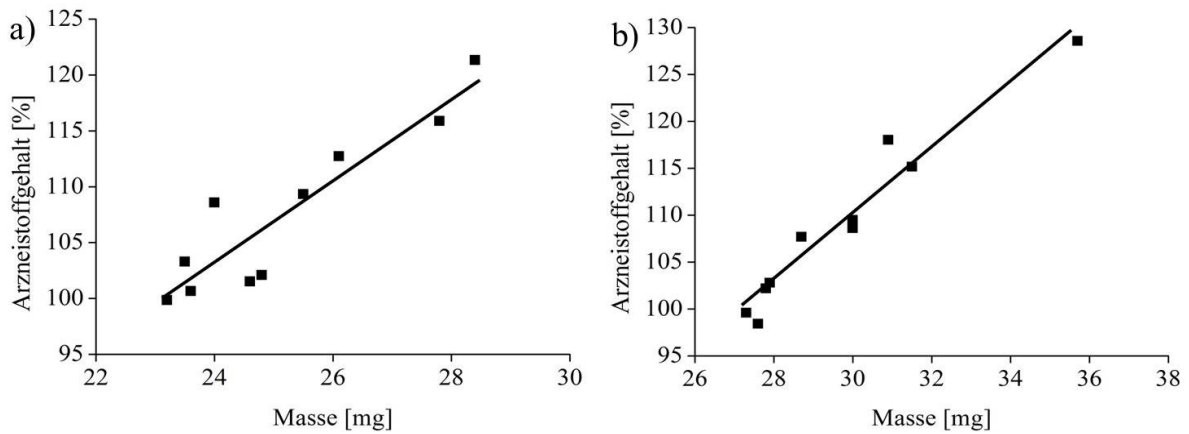 a)
125
120
115
110
105
100
95
22 24 26 28 30
Arzneistoffgehalt [%]
Masse [mg]
b)
130
125
120
115
110
105
100
95
26 28 30 32 34 36 38
Arzneistoffgehalt [%]
Masse [mg]